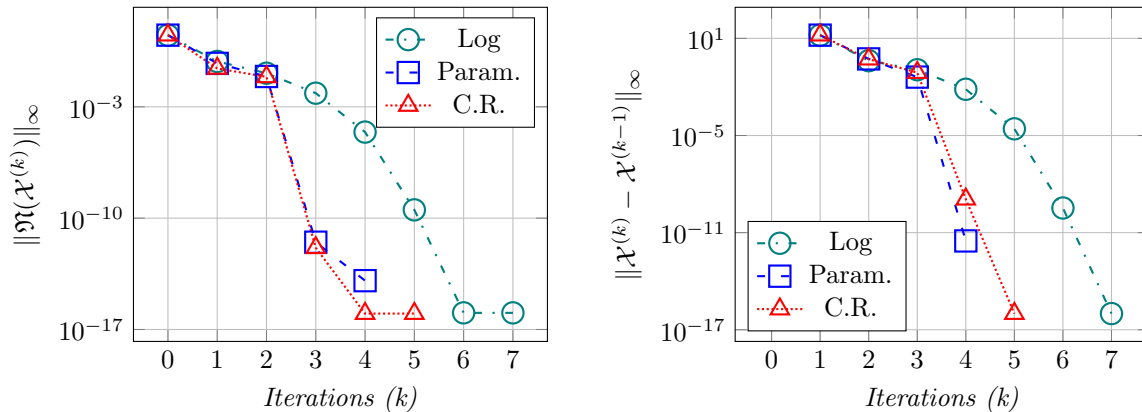 ‖𝔑(𝒳^(k))‖_∞
10^−3
10^−10
10^−17
0 1 2 3 4 5 6 7
Iterations (k)
Log
Param.
C.R.
‖𝒳^(k) − 𝒳^(k−1)‖_∞
10^1
10^−5
10^−11
10^−17
0 1 2 3 4 5 6 7
Iterations (k)
Log
Param.
C.R.